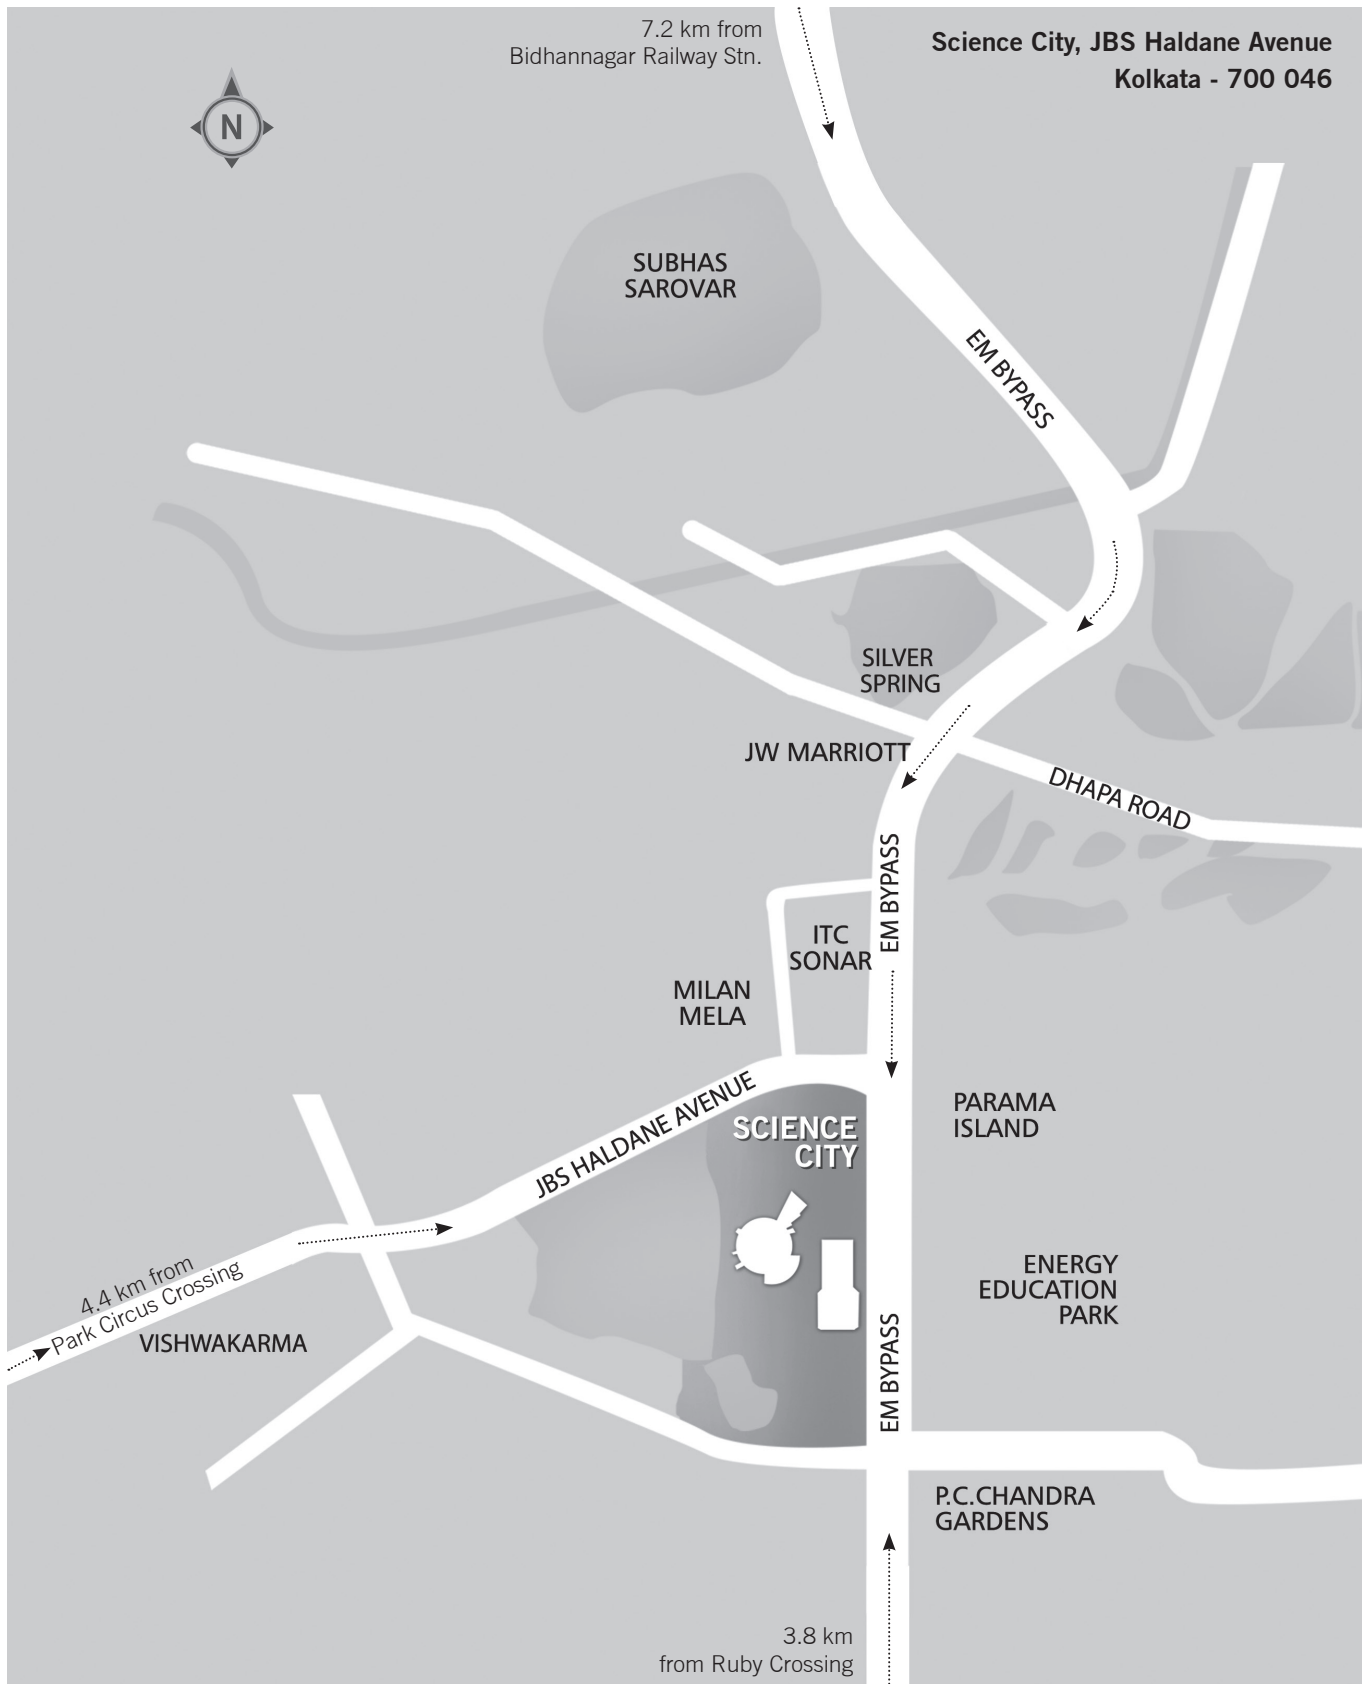 7.2 km from
Bidhannagar Railway Stn.
Science City, JBS Haldane Avenue
Kolkata - 700 046
N
SUBHAS
SAROVAR
EM BYPASS
SILVER
SPRING
JW MARRIOTT
DHAPA ROAD
EM BYPASS
ITC
SONAR
MILAN
MELA
JBS HALDANE AVENUE
PARAMA
ISLAND
SCIENCE
CITY
4.4 km from
Park Circus Crossing
VISHWAKARMA
ENERGY
EDUCATION
PARK
EM BYPASS
P.C.CHANDRA
GARDENS
3.8 km
from Ruby Crossing